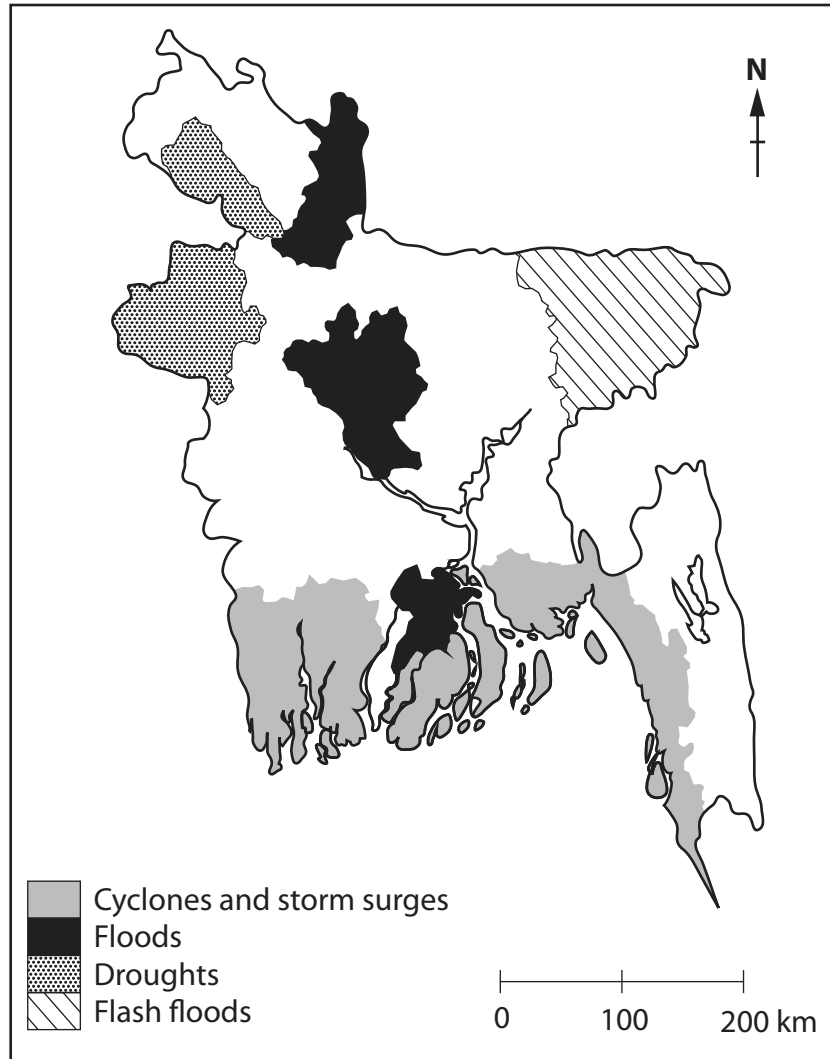 N
Cyclones and storm surges
Floods
Droughts
Flash floods
0 100 200 km